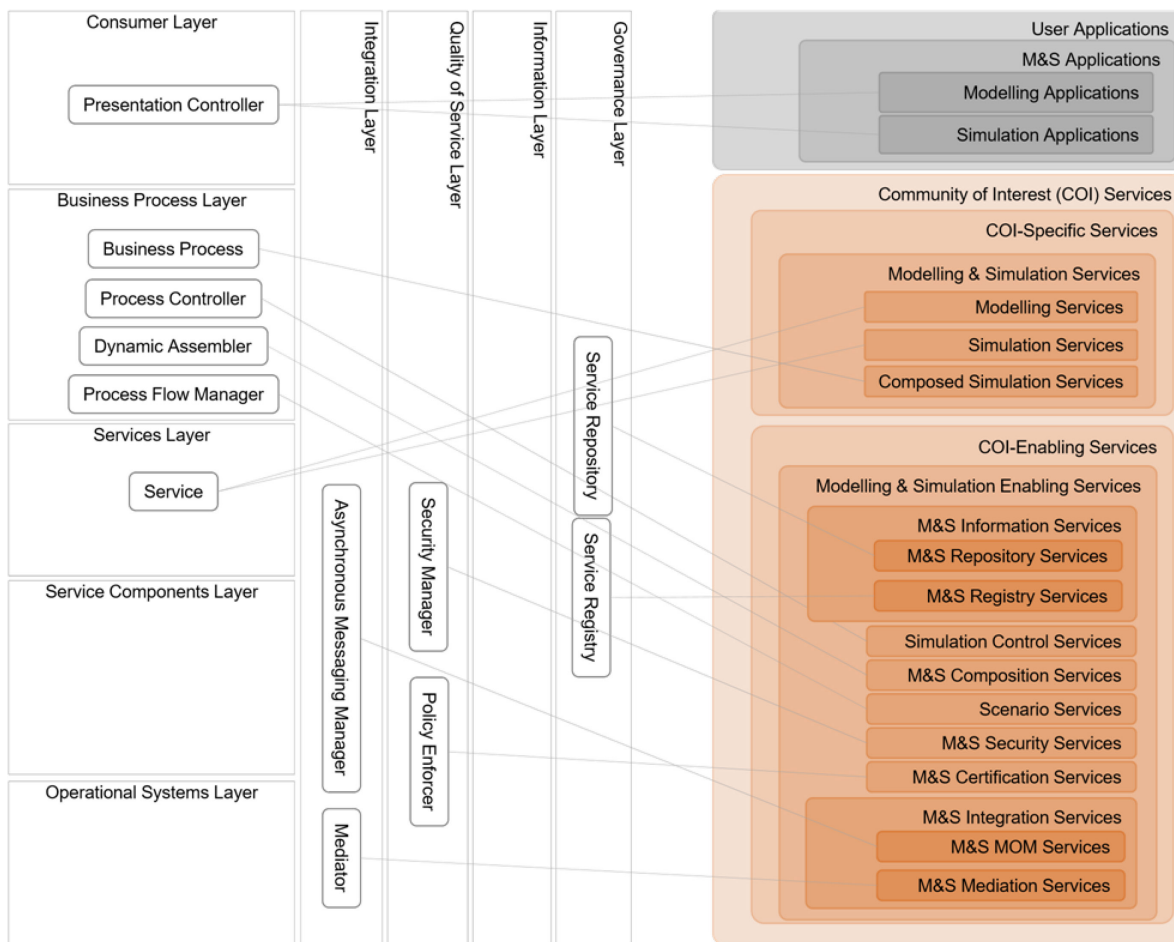 Consumer Layer
Presentation Controller
Business Process Layer
Business Process
Process Controller
Dynamic Assembler
Process Flow Manager
Services Layer
Service
Service Components Layer
Operational Systems Layer
Integration Layer
Asynchronous Messaging Manager
Mediator
Quality of Service Layer
Security Manager
Policy Enforcer
Information Layer
Governance Layer
Service Repository
Service Registry
User Applications
M&S Applications
Modelling Applications
Simulation Applications
Community of Interest (COI) Services
COI-Specific Services
Modelling & Simulation Services
Modelling Services
Simulation Services
Composed Simulation Services
COI-Enabling Services
Modelling & Simulation Enabling Services
M&S Information Services
M&S Repository Services
M&S Registry Services
Simulation Control Services
M&S Composition Services
Scenario Services
M&S Security Services
M&S Certification Services
M&S Integration Services
M&S MOM Services
M&S Mediation Services